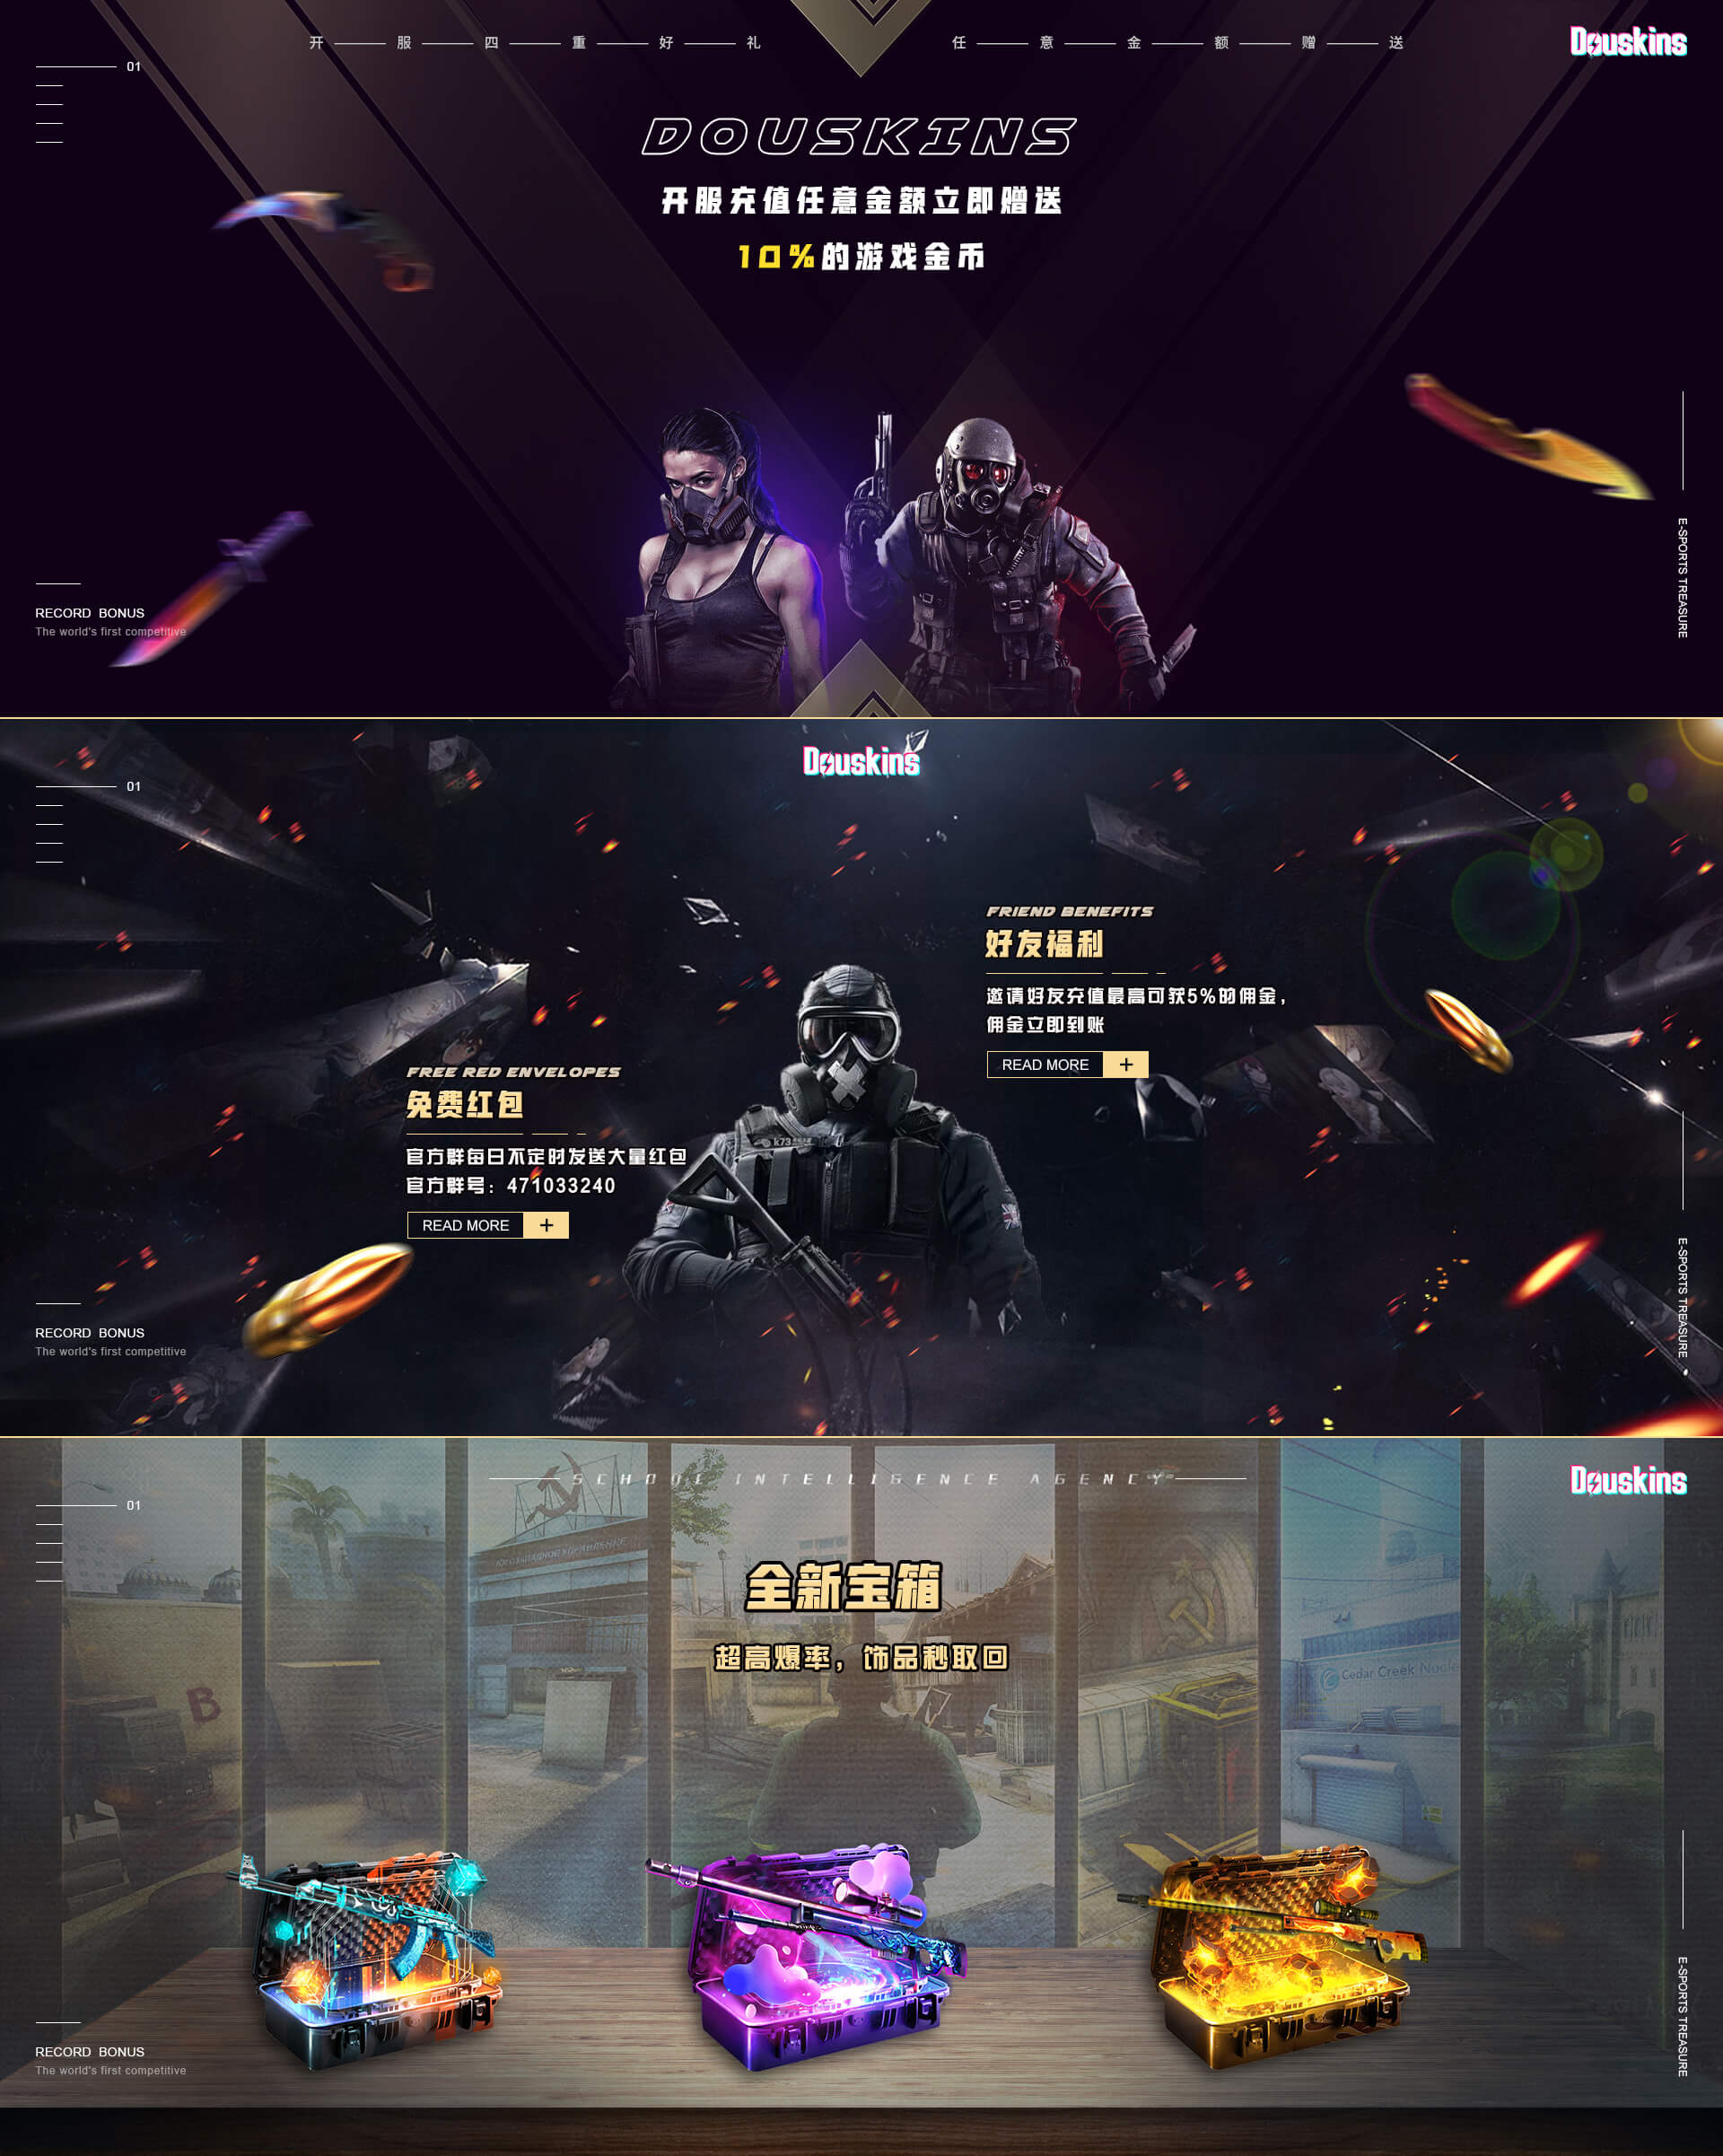 开 服 四 重 好 礼
任 意 金 额 赠 送
Douskins
01
DOUSKINS
开服充值任意金额立即赠送
10%的游戏金币
E-SPORTS TREASURE
RECORD BONUS
The world's first competitive
Douskins
01
FRIEND BENEFITS
好友福利
邀请好友充值最高可获5%的佣金，
佣金立即到账
READ MORE +
FREE RED ENVELOPES
免费红包
官方群每日不定时发送大量红包
官方群号：471033240
READ MORE +
k73
E-SPORTS TREASURE
RECORD BONUS
The world's first competitive
SCHOOL INTELLIGENCE AGENCY
Douskins
01
全新宝箱
超高爆率，饰品秒取回
B
Cedar Creek
E-SPORTS TREASURE
RECORD BONUS
The world's first competitive